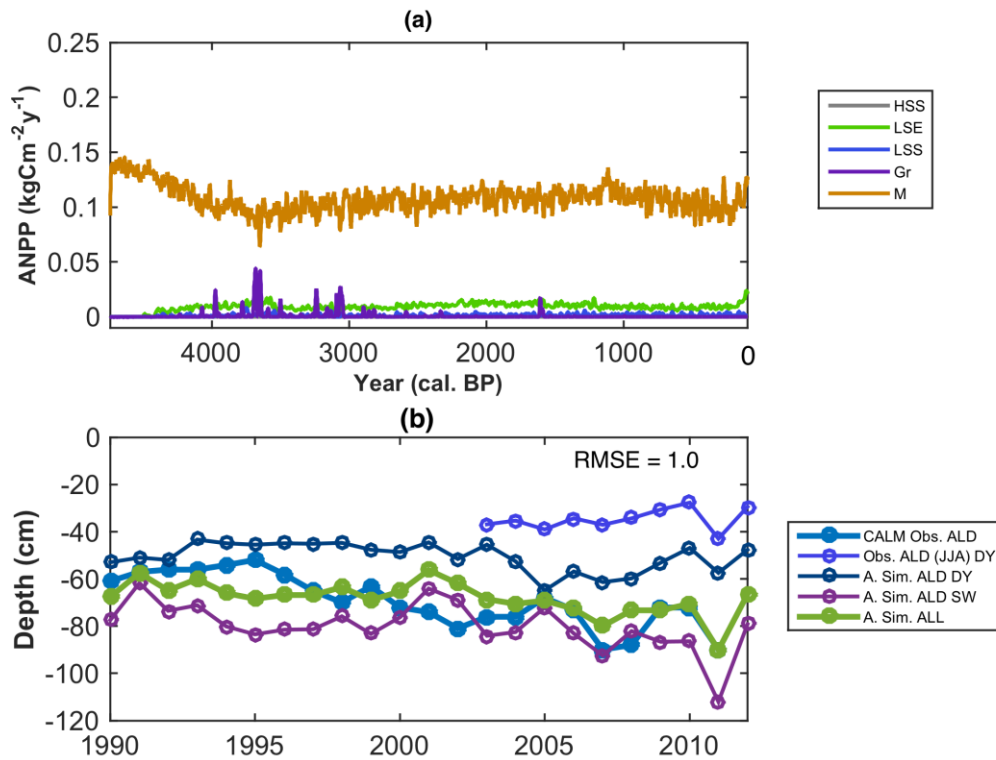 (a)
0.25
0.2
0.15
0.1
0.05
0
ANPP (kgCm-2y-1)
4000 3000 2000 1000 0
Year (cal. BP)
HSS
LSE
LSS
Gr
M
(b)
RMSE = 1.0
0
-20
-40
-60
-80
-100
-120
Depth (cm)
1990 1995 2000 2005 2010
CALM Obs. ALD
Obs. ALD (JJA) DY
A. Sim. ALD DY
A. Sim. ALD SW
A. Sim. ALL